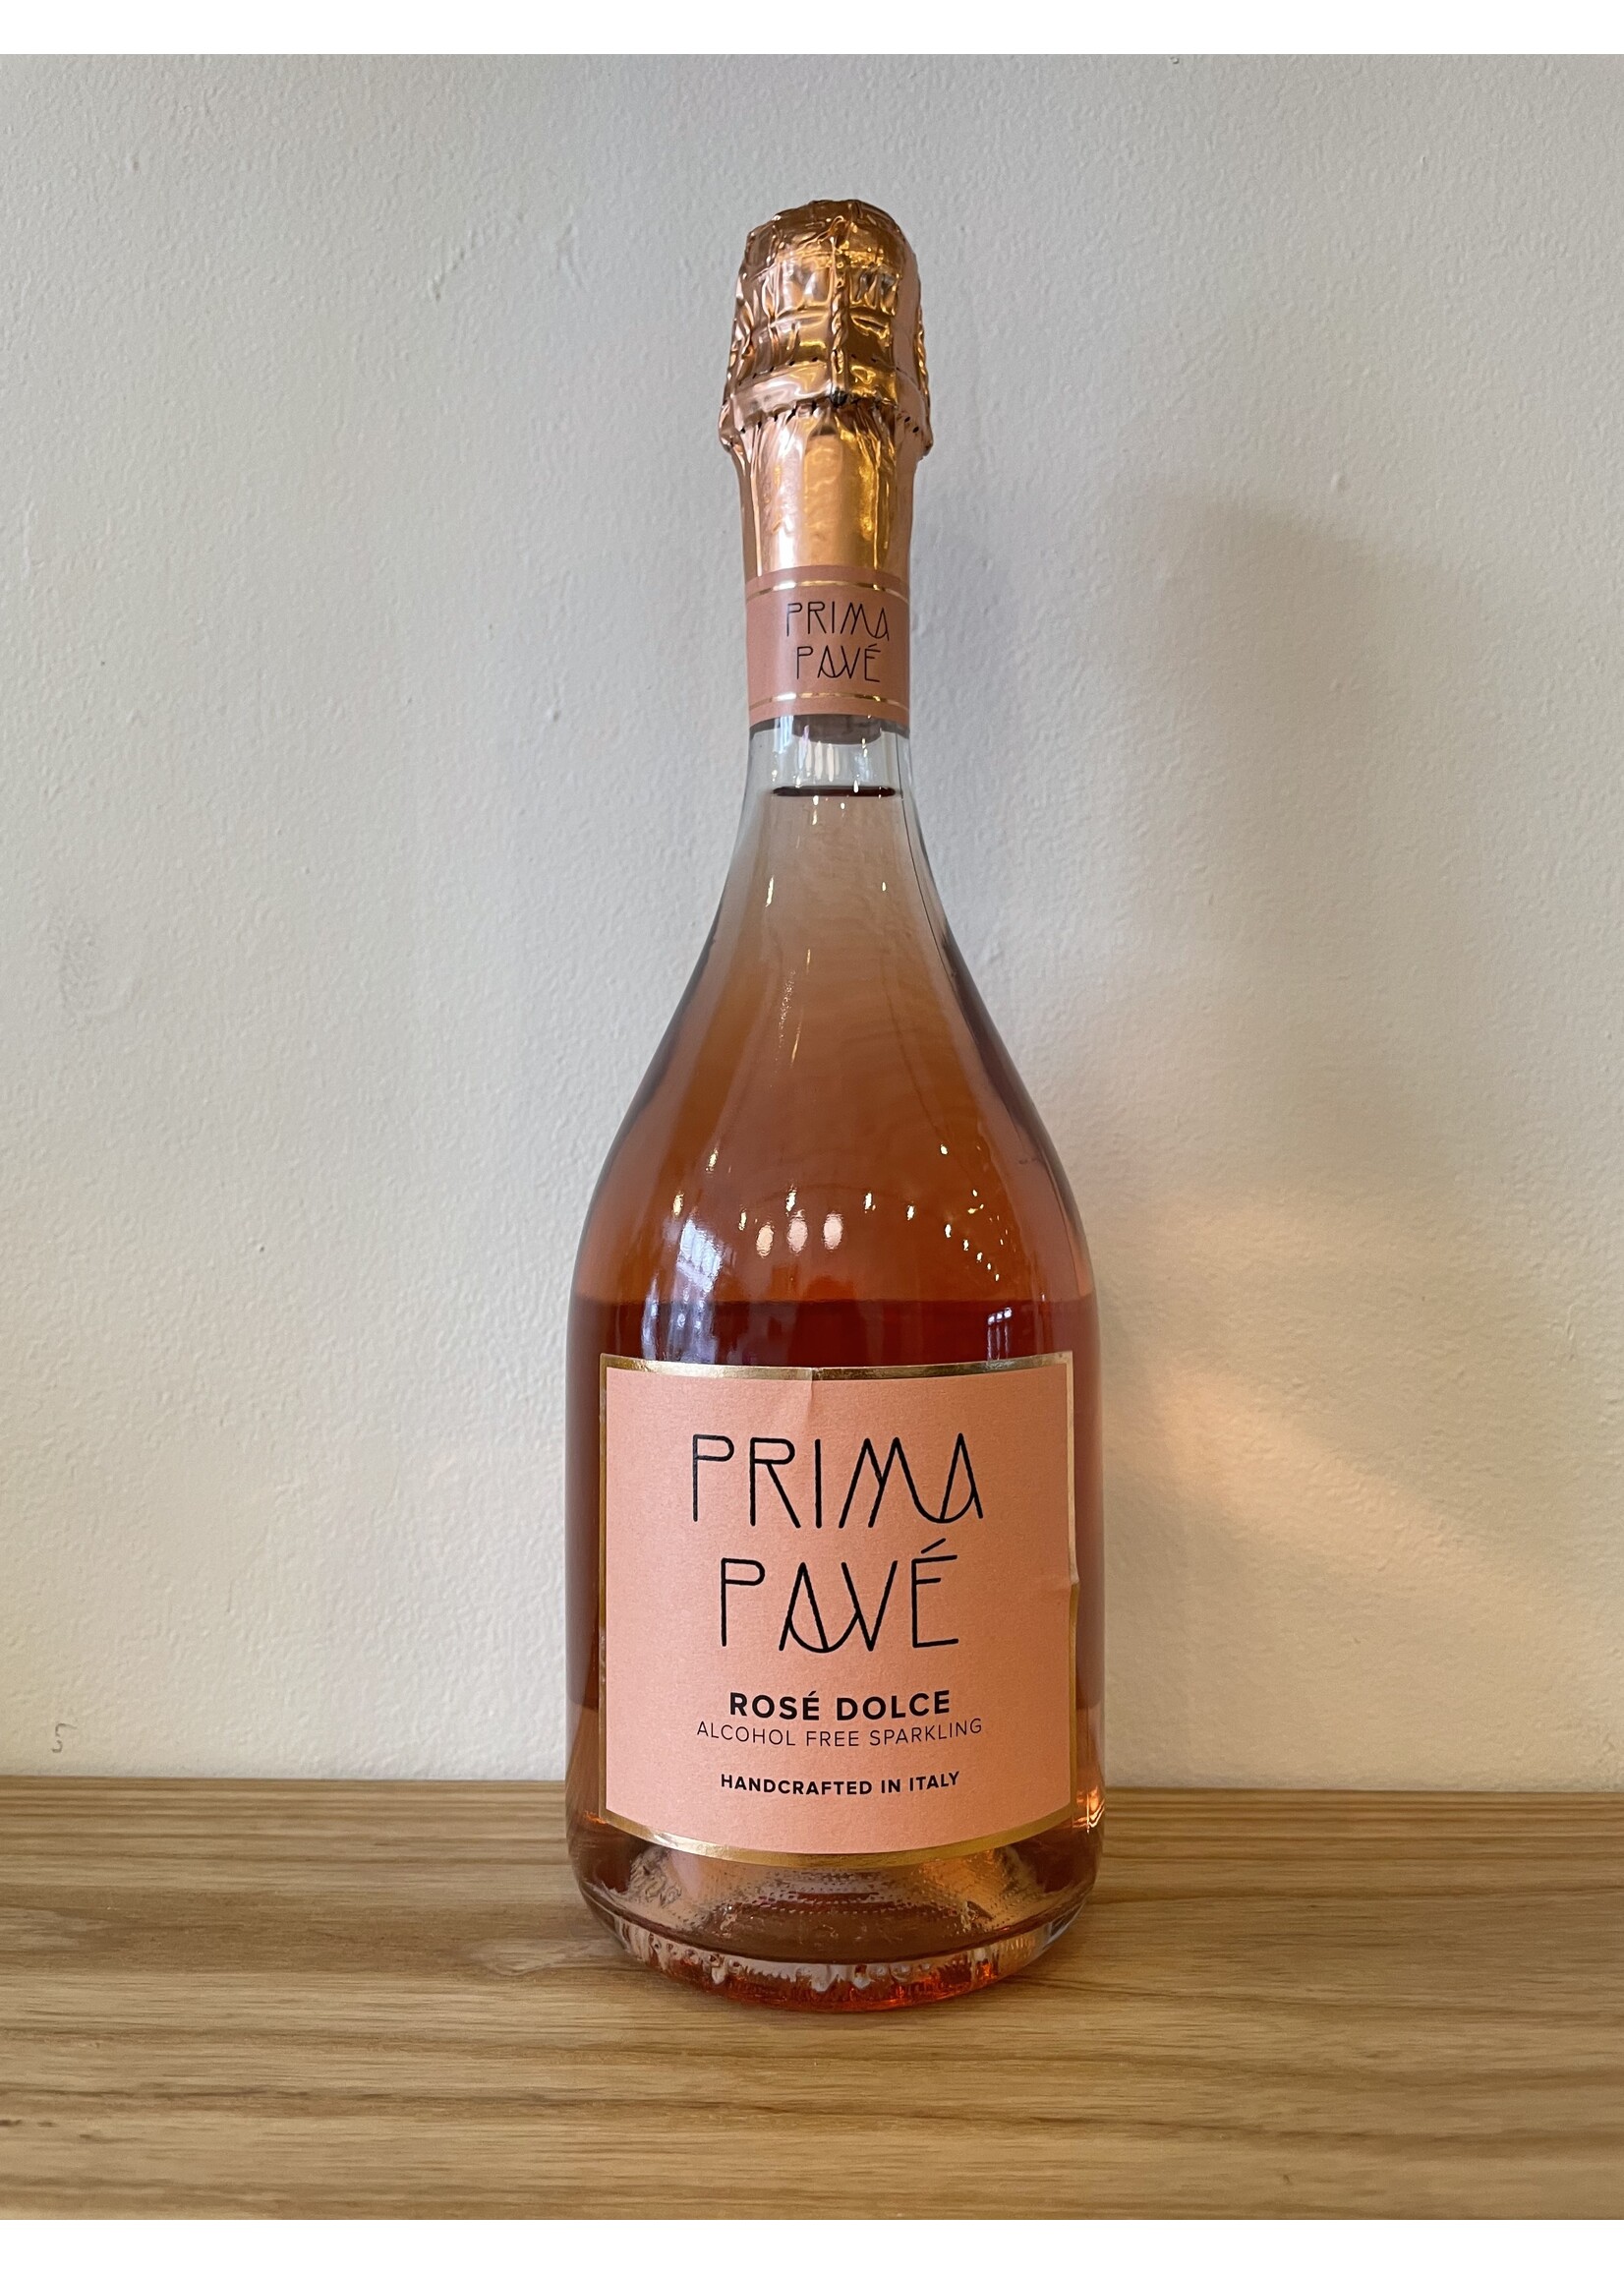 PRIMA
PAVÉ
PRIMA
PAVÉ
ROSÉ DOLCE
ALCOHOL FREE SPARKLING
HANDCRAFTED IN ITALY